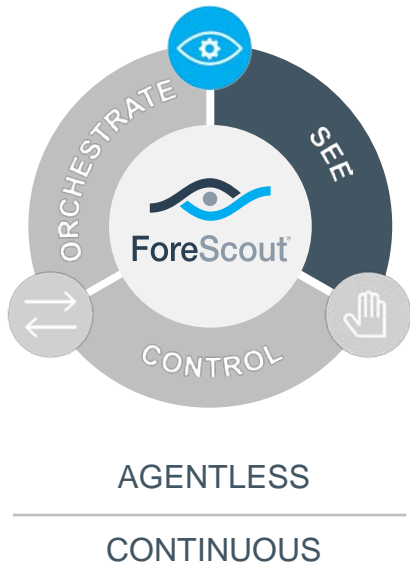 ORCHESTRATE
SEE
ForeScout®
CONTROL
AGENTLESS
CONTINUOUS